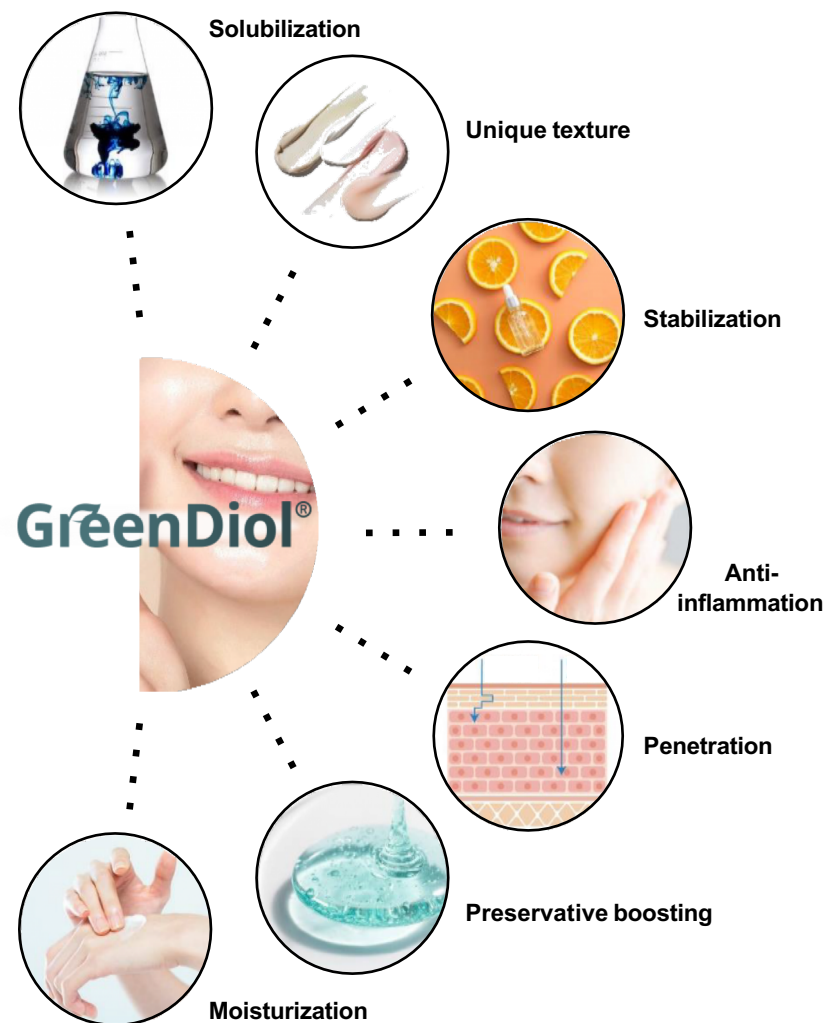 Solubilization
Unique texture
Stabilization
GreenDiol®
Anti-
inflammation
Penetration
Preservative boosting
Moisturization